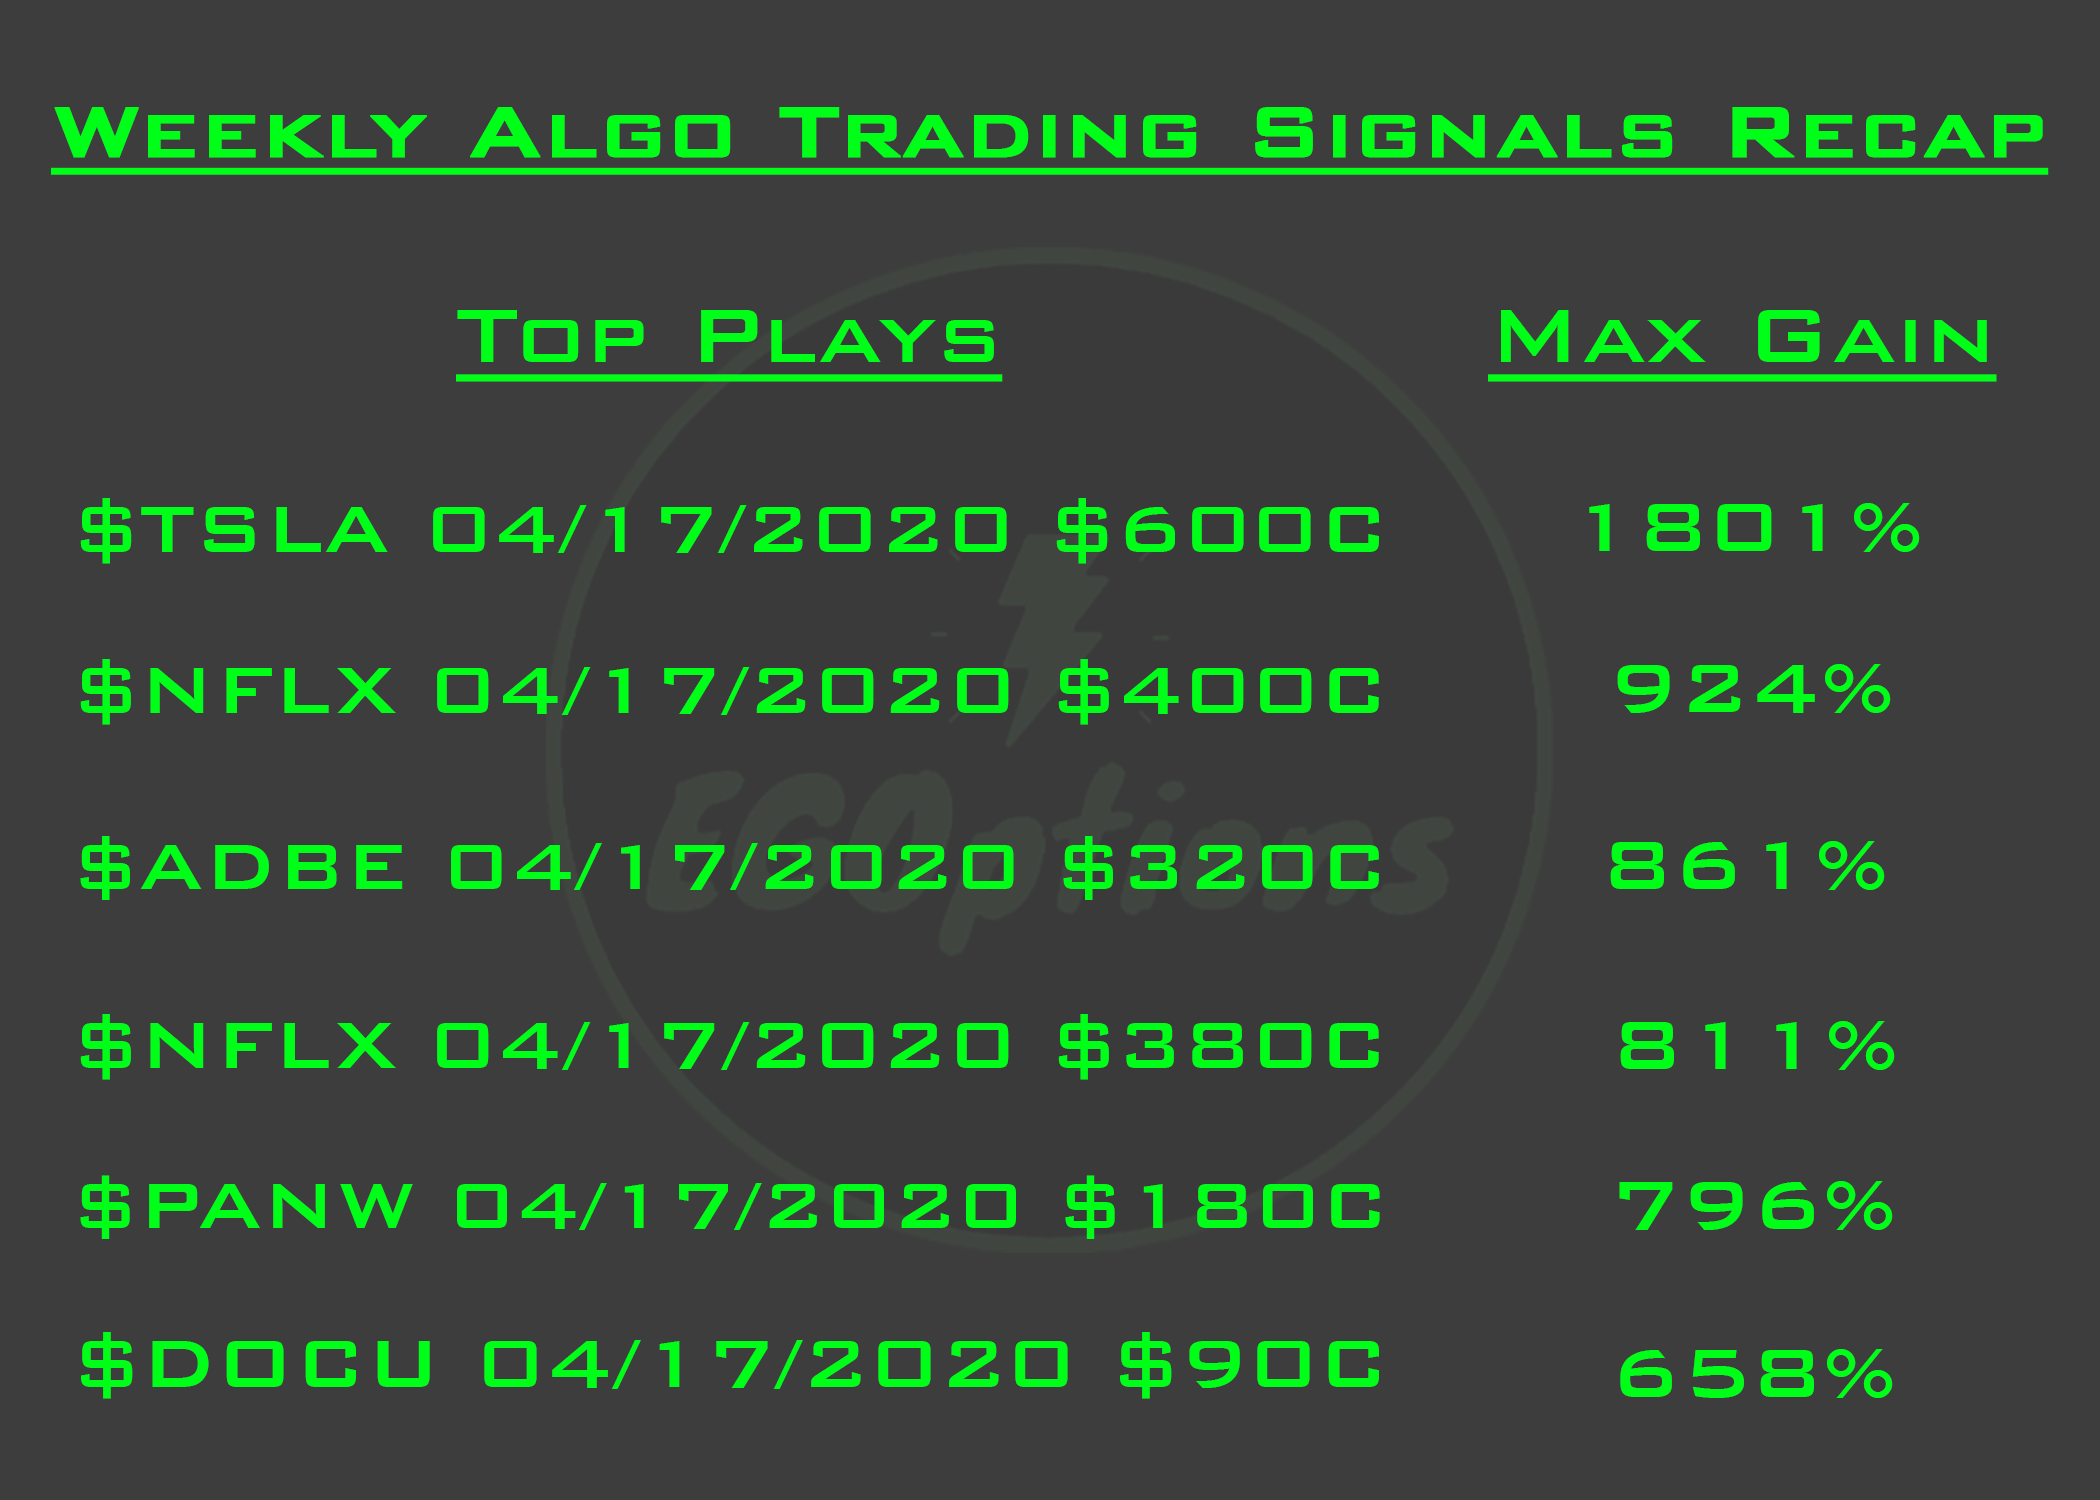 Weekly Algo Trading Signals Recap
Top Plays Max Gain
$TSLA 04/17/2020 $600C 1801%
$NFLX 04/17/2020 $400C 924%
EGOptions
$ADBE 04/17/2020 $320C 861%
$NFLX 04/17/2020 $380C 811%
$PANW 04/17/2020 $180C 796%
$DOCU 04/17/2020 $90C 658%